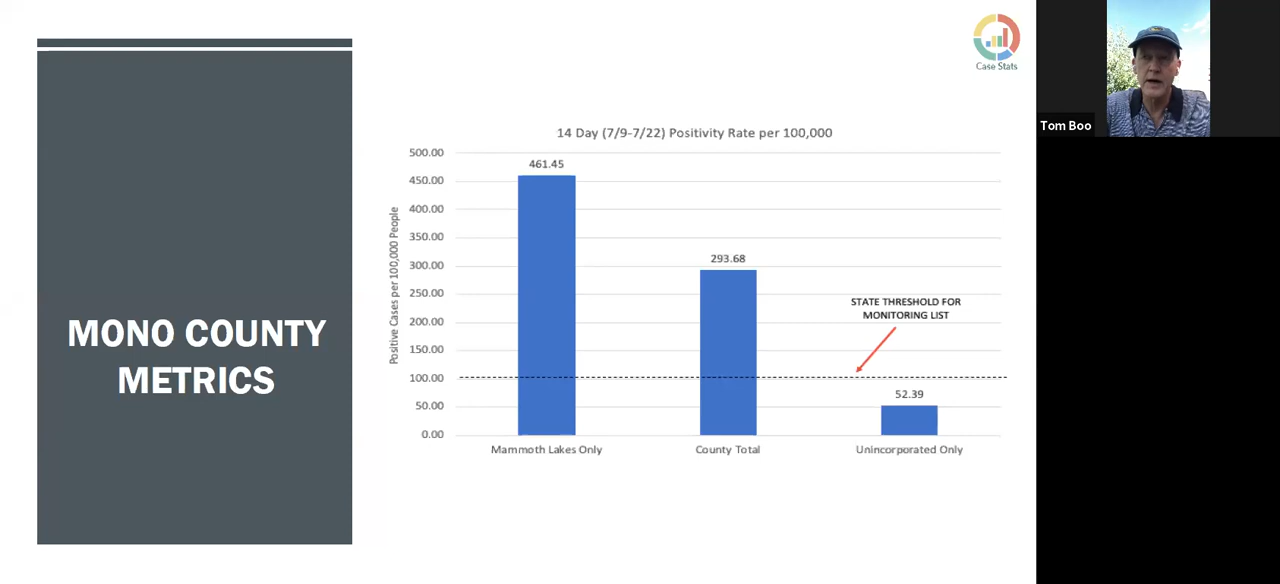 MONO COUNTY
METRICS
Case Stats
14 Day (7/9-7/22) Positivity Rate per 100,000
Positive Cases per 100,000 People
500.00
450.00
400.00
350.00
300.00
250.00
200.00
150.00
100.00
50.00
0.00
461.45
293.68
52.39
STATE THRESHOLD FOR
MONITORING LIST
Mammoth Lakes Only
County Total
Unincorporated Only
Tom Boo